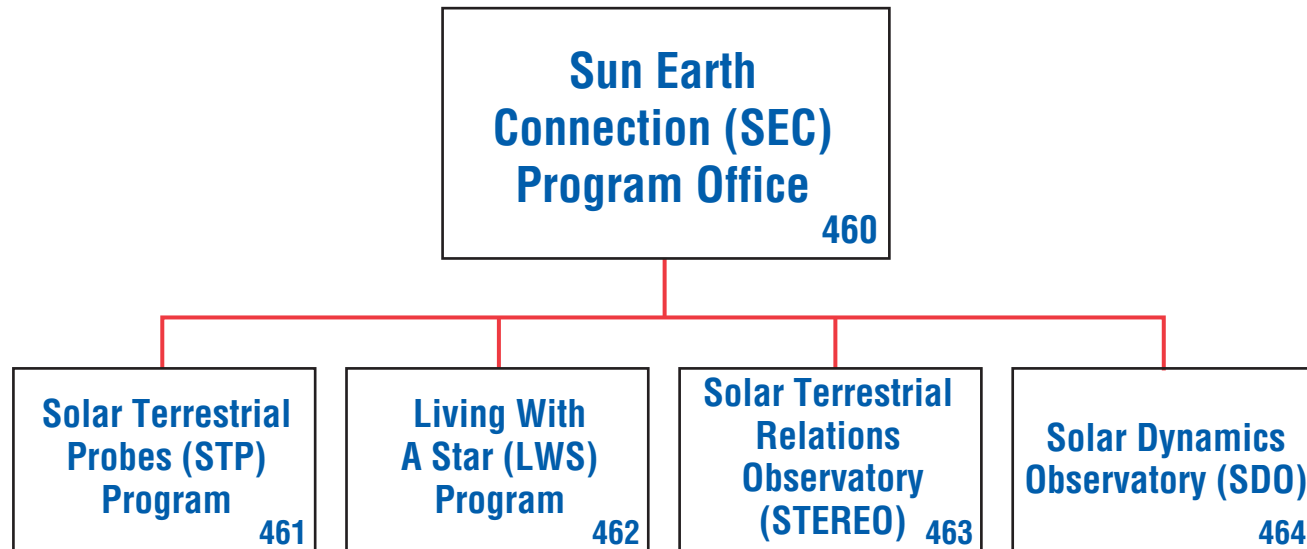 Sun Earth
Connection (SEC)
Program Office
460
Solar Terrestrial
Probes (STP)
Program
461
Living With
A Star (LWS)
Program
462
Solar Terrestrial
Relations
Observatory
(STEREO) 463
Solar Dynamics
Observatory (SDO)
464